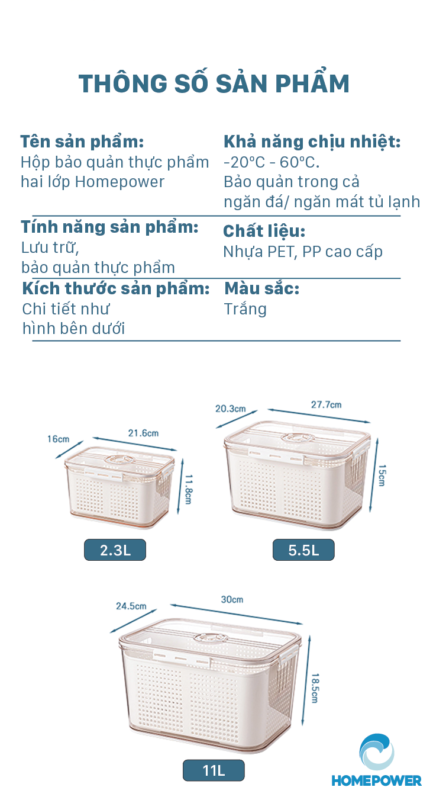 THÔNG SỐ SẢN PHẨM
Tên sản phẩm:
Hộp bảo quản thực phẩm
hai lớp Homepower
Khả năng chịu nhiệt:
-20°C - 60°C.
Bảo quản trong cả
ngăn đá/ ngăn mát tủ lạnh
Tính năng sản phẩm:
Lưu trữ,
bảo quản thực phẩm
Chất liệu:
Nhựa PET, PP cao cấp
Kích thước sản phẩm:
Chi tiết như
hình bên dưới
Màu sắc:
Trắng
16cm
21.6cm
11.8cm
2.3L
20.3cm
27.7cm
15cm
5.5L
24.5cm
30cm
18.5cm
11L
HOMEPOWER